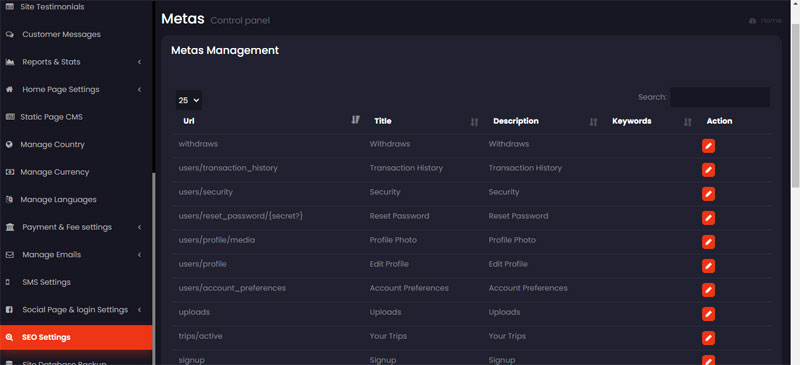 Site Testimonials
Customer Messages
Reports & Stats
Home Page Settings
Static Page CMS
Manage Country
Manage Currency
Manage Languages
Payment & Fee settings
Manage Emails
SMS Settings
Social Page & login Settings
SEO Settings
Site Database Backup
Metas Control panel
Home
Metas Management
25
Search:
Url Title Description Keywords Action
withdraws Withdraws Withdraws
users/transaction_history Transaction History Transaction History
users/security Security Security
users/reset_password/{secret?} Reset Password Reset Password
users/profile/media Profile Photo Profile Photo
users/profile Edit Profile Edit Profile
users/account_preferences Account Preferences Account Preferences
uploads Uploads Uploads
trips/active Your Trips Your Trips
signup Signup Signup